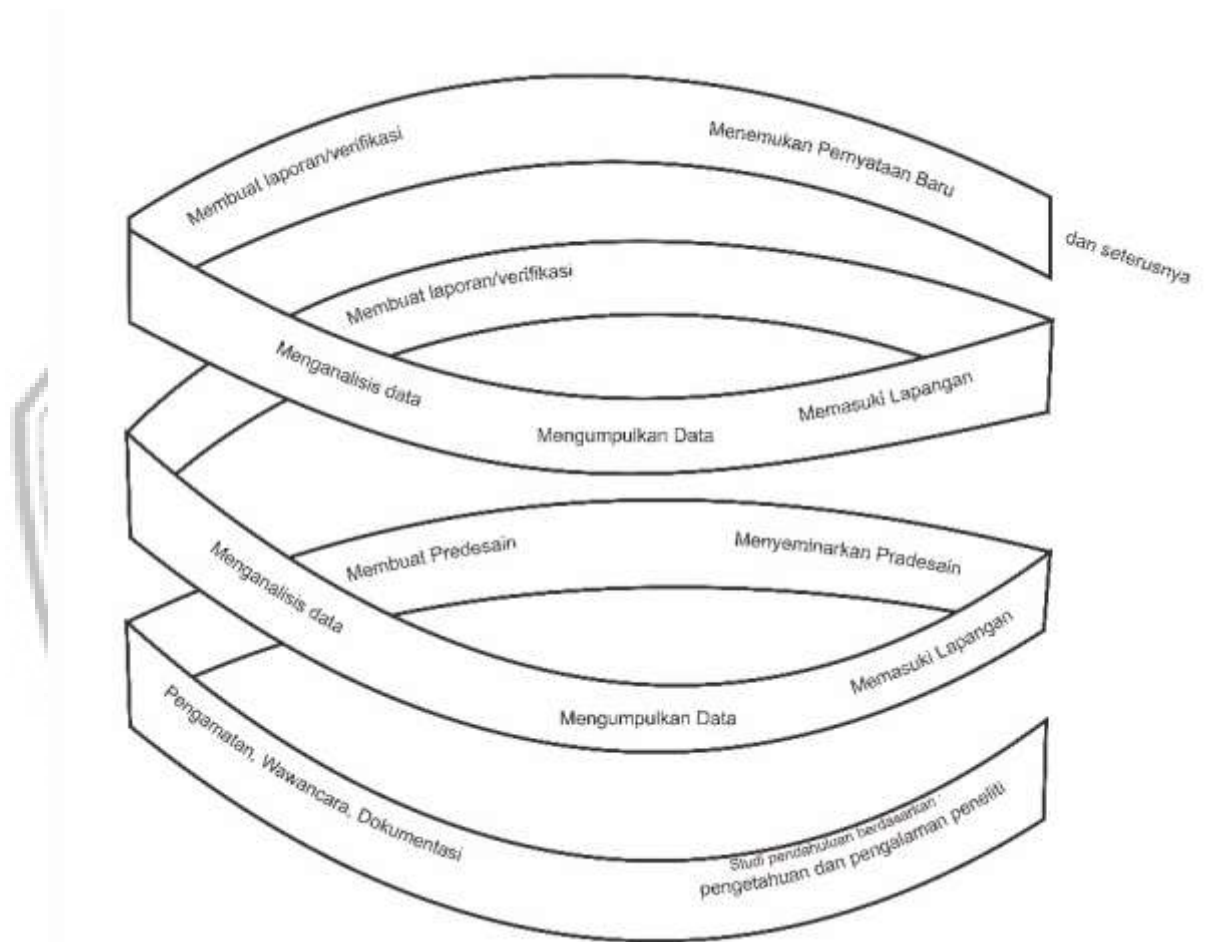 Membuat laporan/verifikasi
Menemukan Pernyataan Baru
dan seterusnya
Membuat laporan/verifikasi
Menganalisis data
Memasuki Lapangan
Mengumpulkan Data
Membuat Predesain
Menyeminarkan Pradesain
Menganalisis data
Memasuki Lapangan
Mengumpulkan Data
Pengamatan, Wawancara, Dokumentasi
Studi pendahuluan berdasarkan
pengetahuan dan pengalaman peneliti